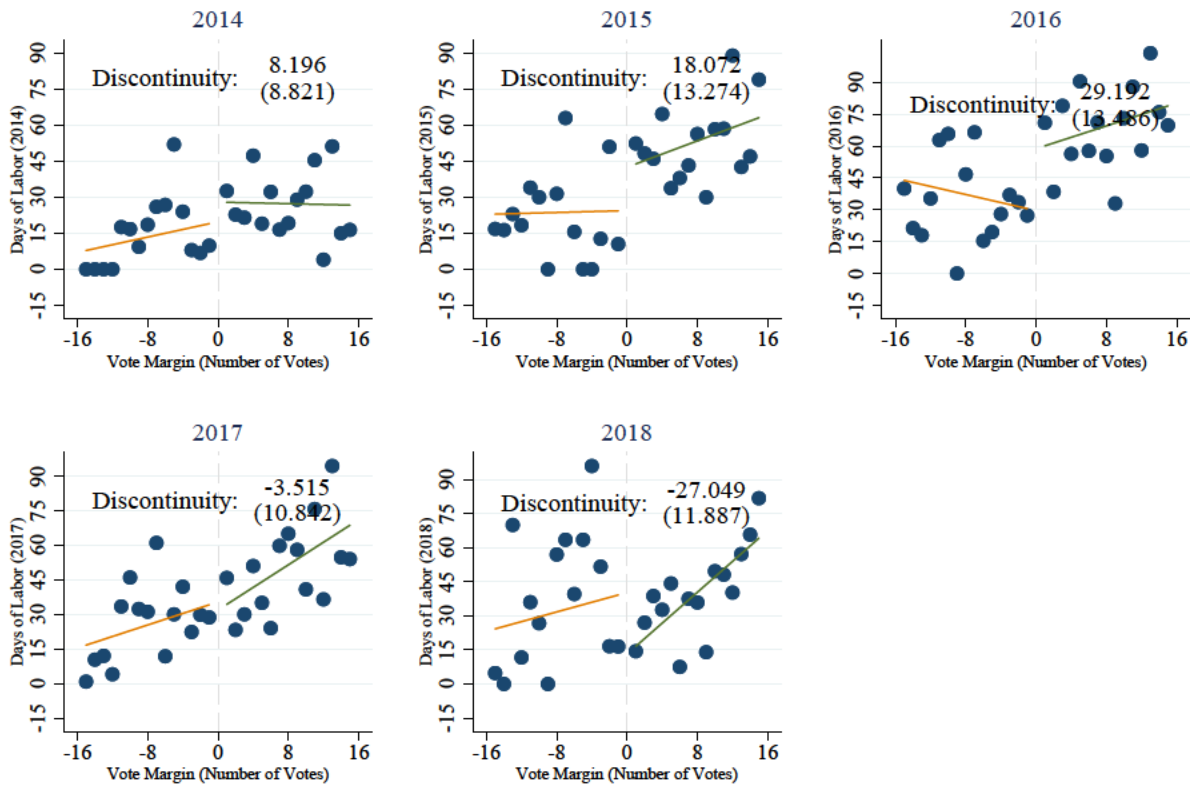 2014
Discontinuity: 8.196
(8.821)
Days of Labor (2014)
90
75
60
45
30
15
0
-15
-16 -8 0 8 16
Vote Margin (Number of Votes)
2015
Discontinuity: 18.072
(13.274)
Days of Labor (2015)
90
75
60
45
30
15
0
-15
-16 -8 0 8 16
Vote Margin (Number of Votes)
2016
Discontinuity: 29.192
(13.486)
Days of Labor (2016)
90
75
60
45
30
15
0
-15
-16 -8 0 8 16
Vote Margin (Number of Votes)
2017
Discontinuity: -3.515
(10.842)
Days of Labor (2017)
90
75
60
45
30
15
0
-15
-16 -8 0 8 16
Vote Margin (Number of Votes)
2018
Discontinuity: -27.049
(11.887)
Days of Labor (2018)
90
75
60
45
30
15
0
-15
-16 -8 0 8 16
Vote Margin (Number of Votes)